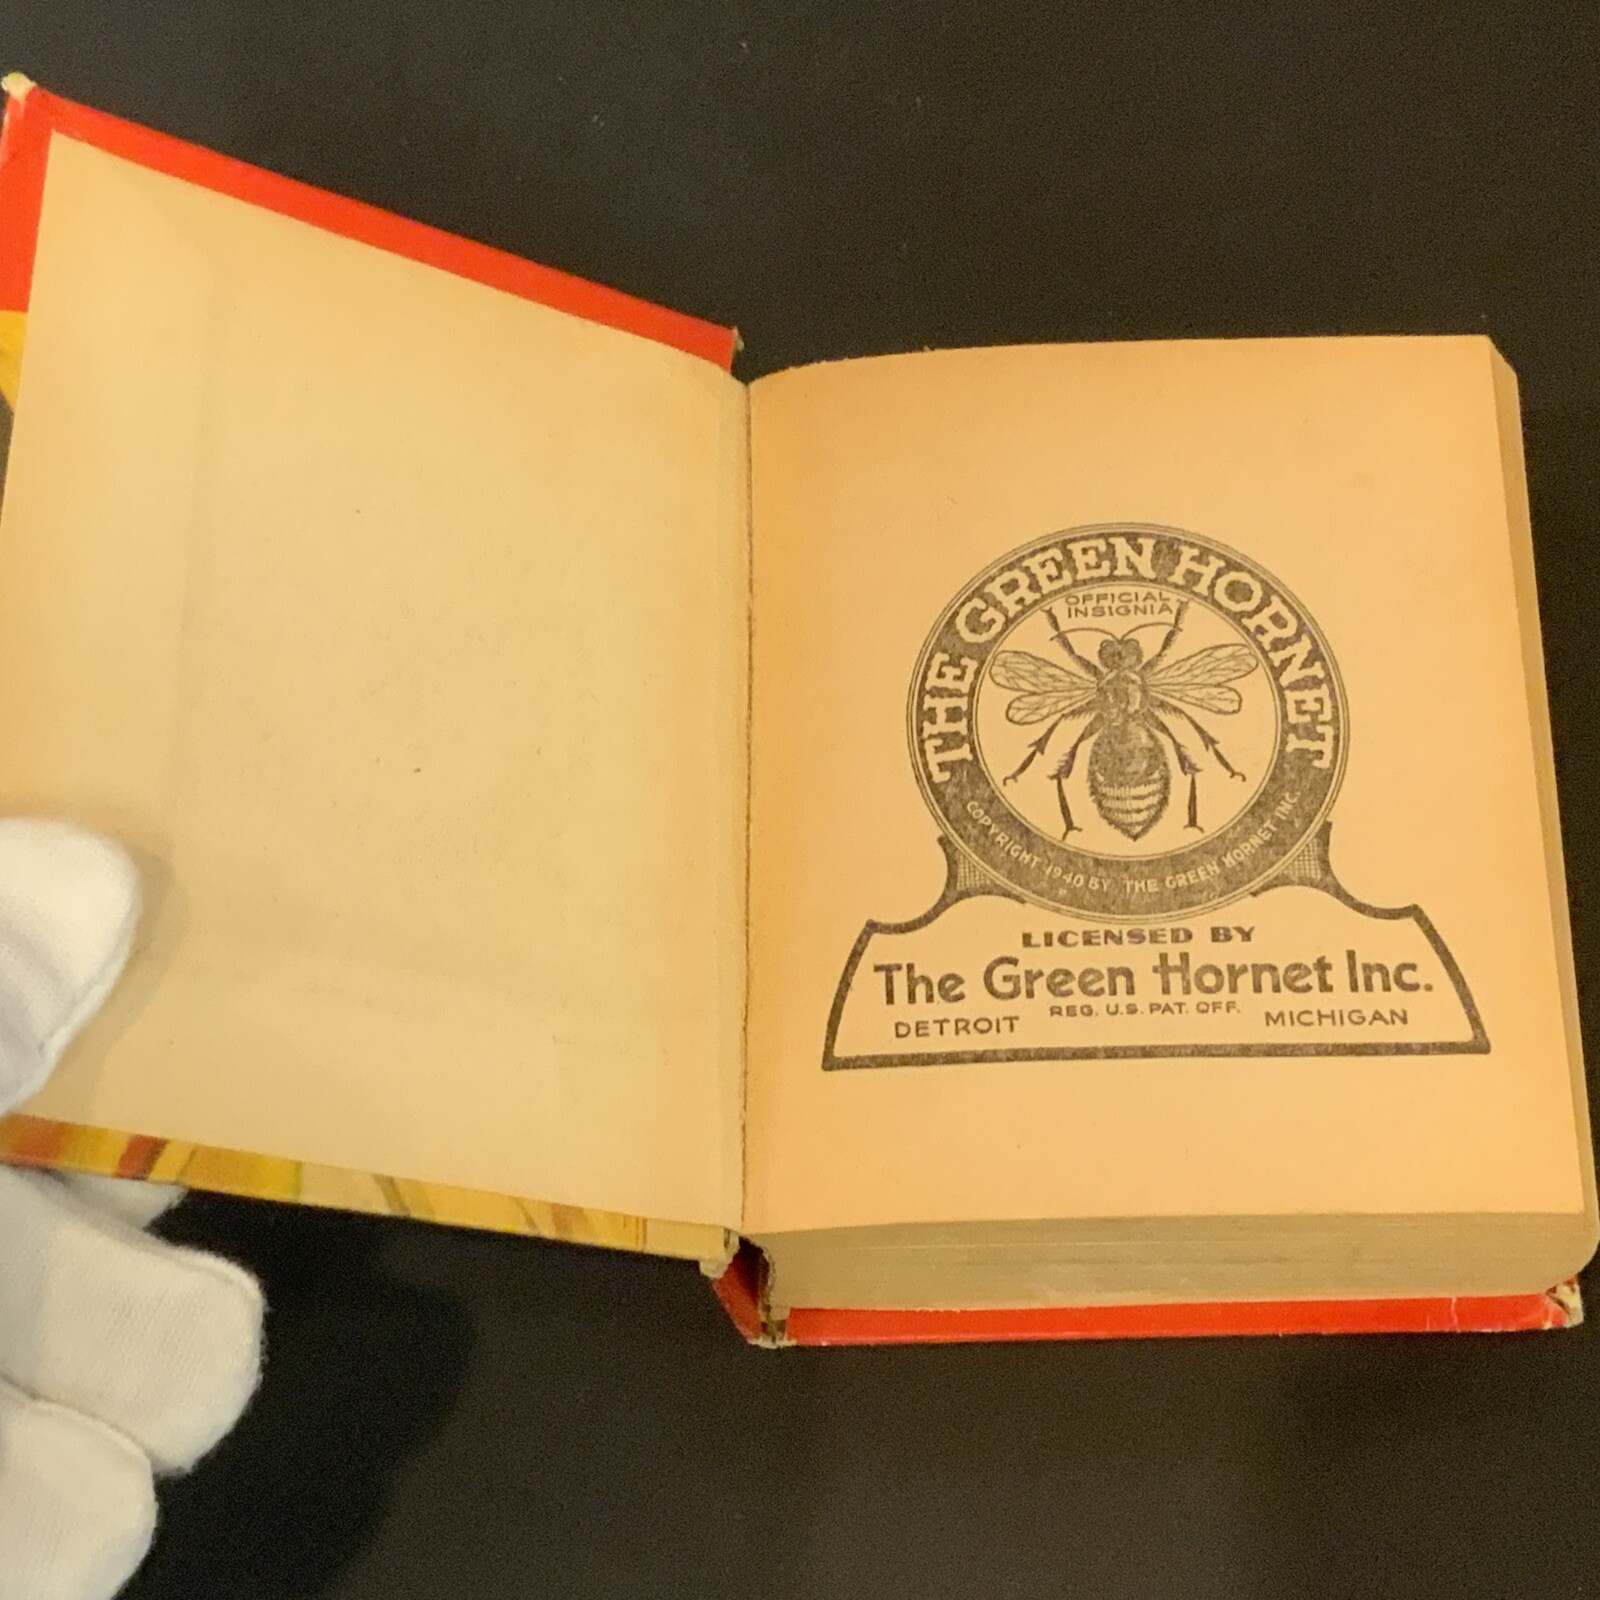 THE GREEN HORNET
OFFICIAL
INSIGNIA
COPYRIGHT 1940 BY THE GREEN HORNET INC.
LICENSED BY
The Green Hornet Inc.
REG. U.S. PAT. OFF.
DETROIT MICHIGAN